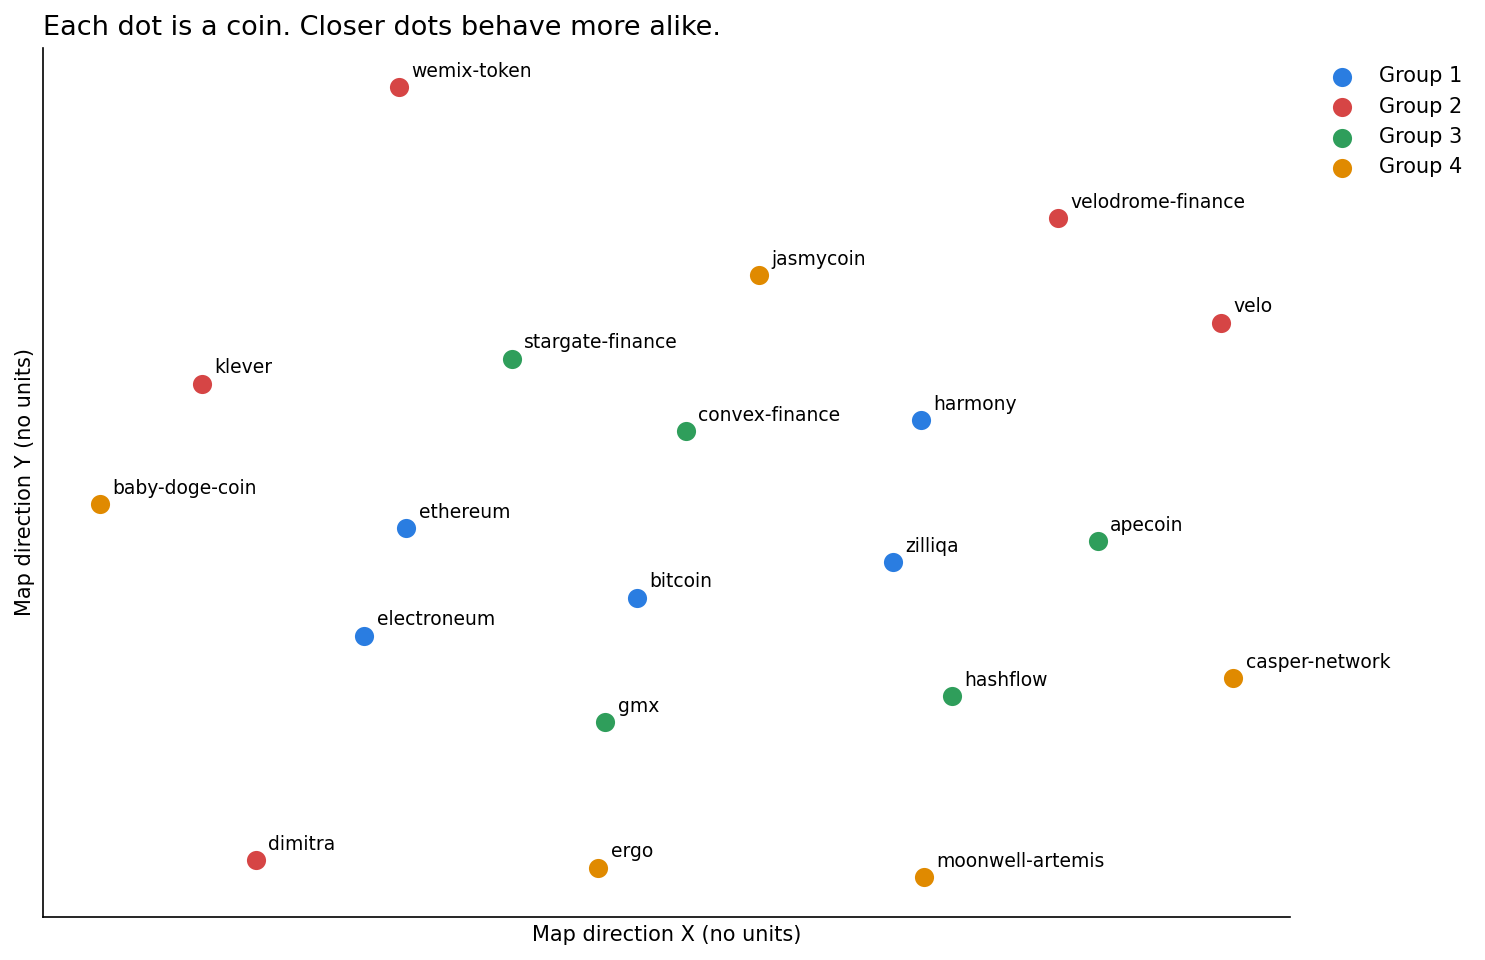 Each dot is a coin. Closer dots behave more alike.
wemix-token
Group 1
Group 2
Group 3
Group 4
velodrome-finance
jasmycoin
velo
stargate-finance
klever
harmony
convex-finance
baby-doge-coin
ethereum
apecoin
zilliqa
bitcoin
electroneum
casper-network
hashflow
gmx
dimitra
ergo
moonwell-artemis
Map direction Y (no units)
Map direction X (no units)